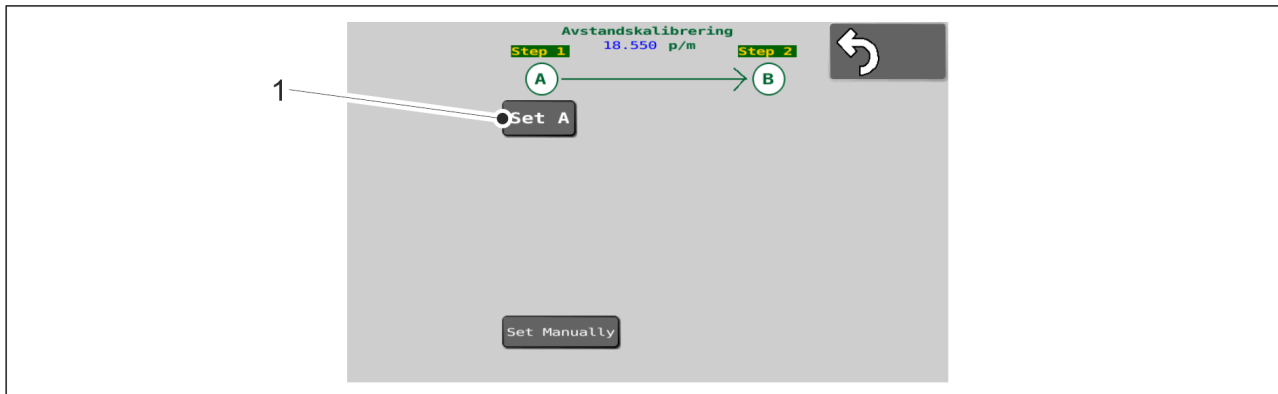 Avstandskalibrering
Step 1 18.550 p/m Step 2
A B
1
Set A
Set Manually